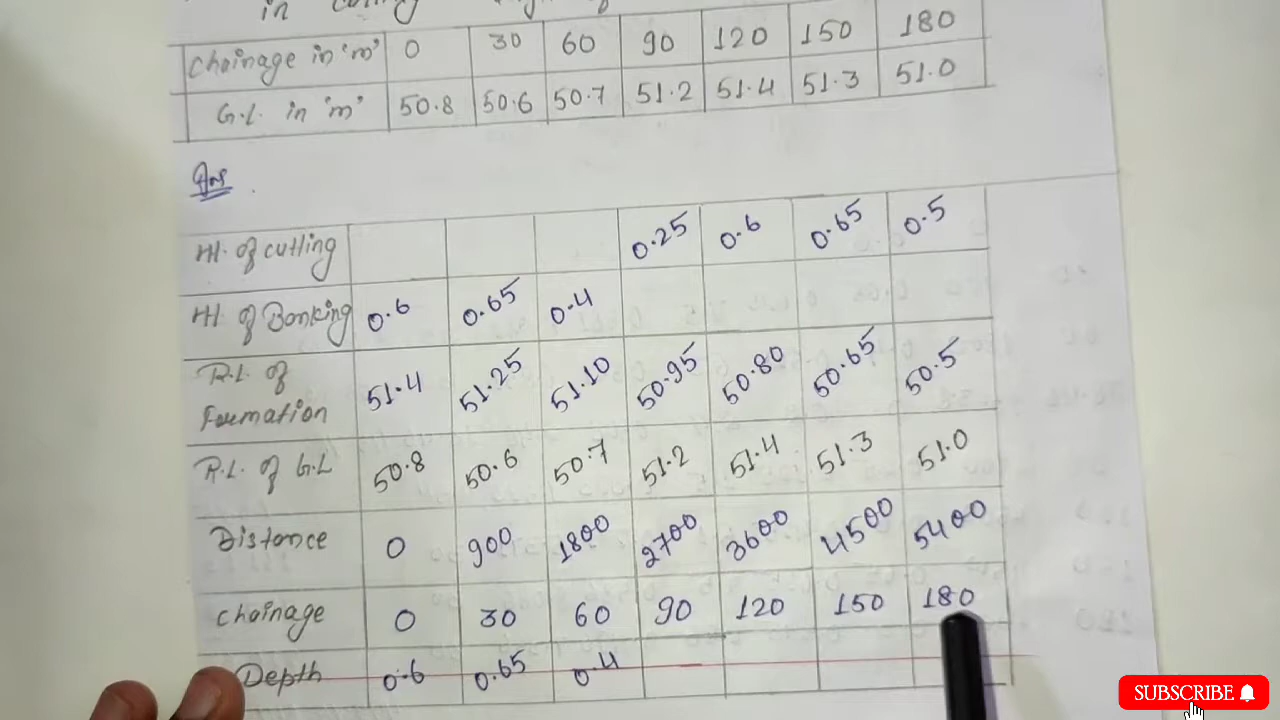 in
Chainage in 'm' 0 30 60 90 120 150 180
G.L. in 'm' 50.8 50.6 50.7 51.2 51.4 51.3 51.0
Ans
Ht. of cutting 0.25 0.6 0.65 0.5
Ht. of Banking 0.6 0.65 0.4
R.L. of Formation 51.4 51.25 51.10 50.95 50.80 50.65 50.5
R.L. of G.L 50.8 50.6 50.7 51.2 51.4 51.3 51.0
Distance 0 900 1800 2700 3600 4500 5400
Chainage 0 30 60 90 120 150 180
Depth 0.6 0.65 0.4
SUBSCRIBE